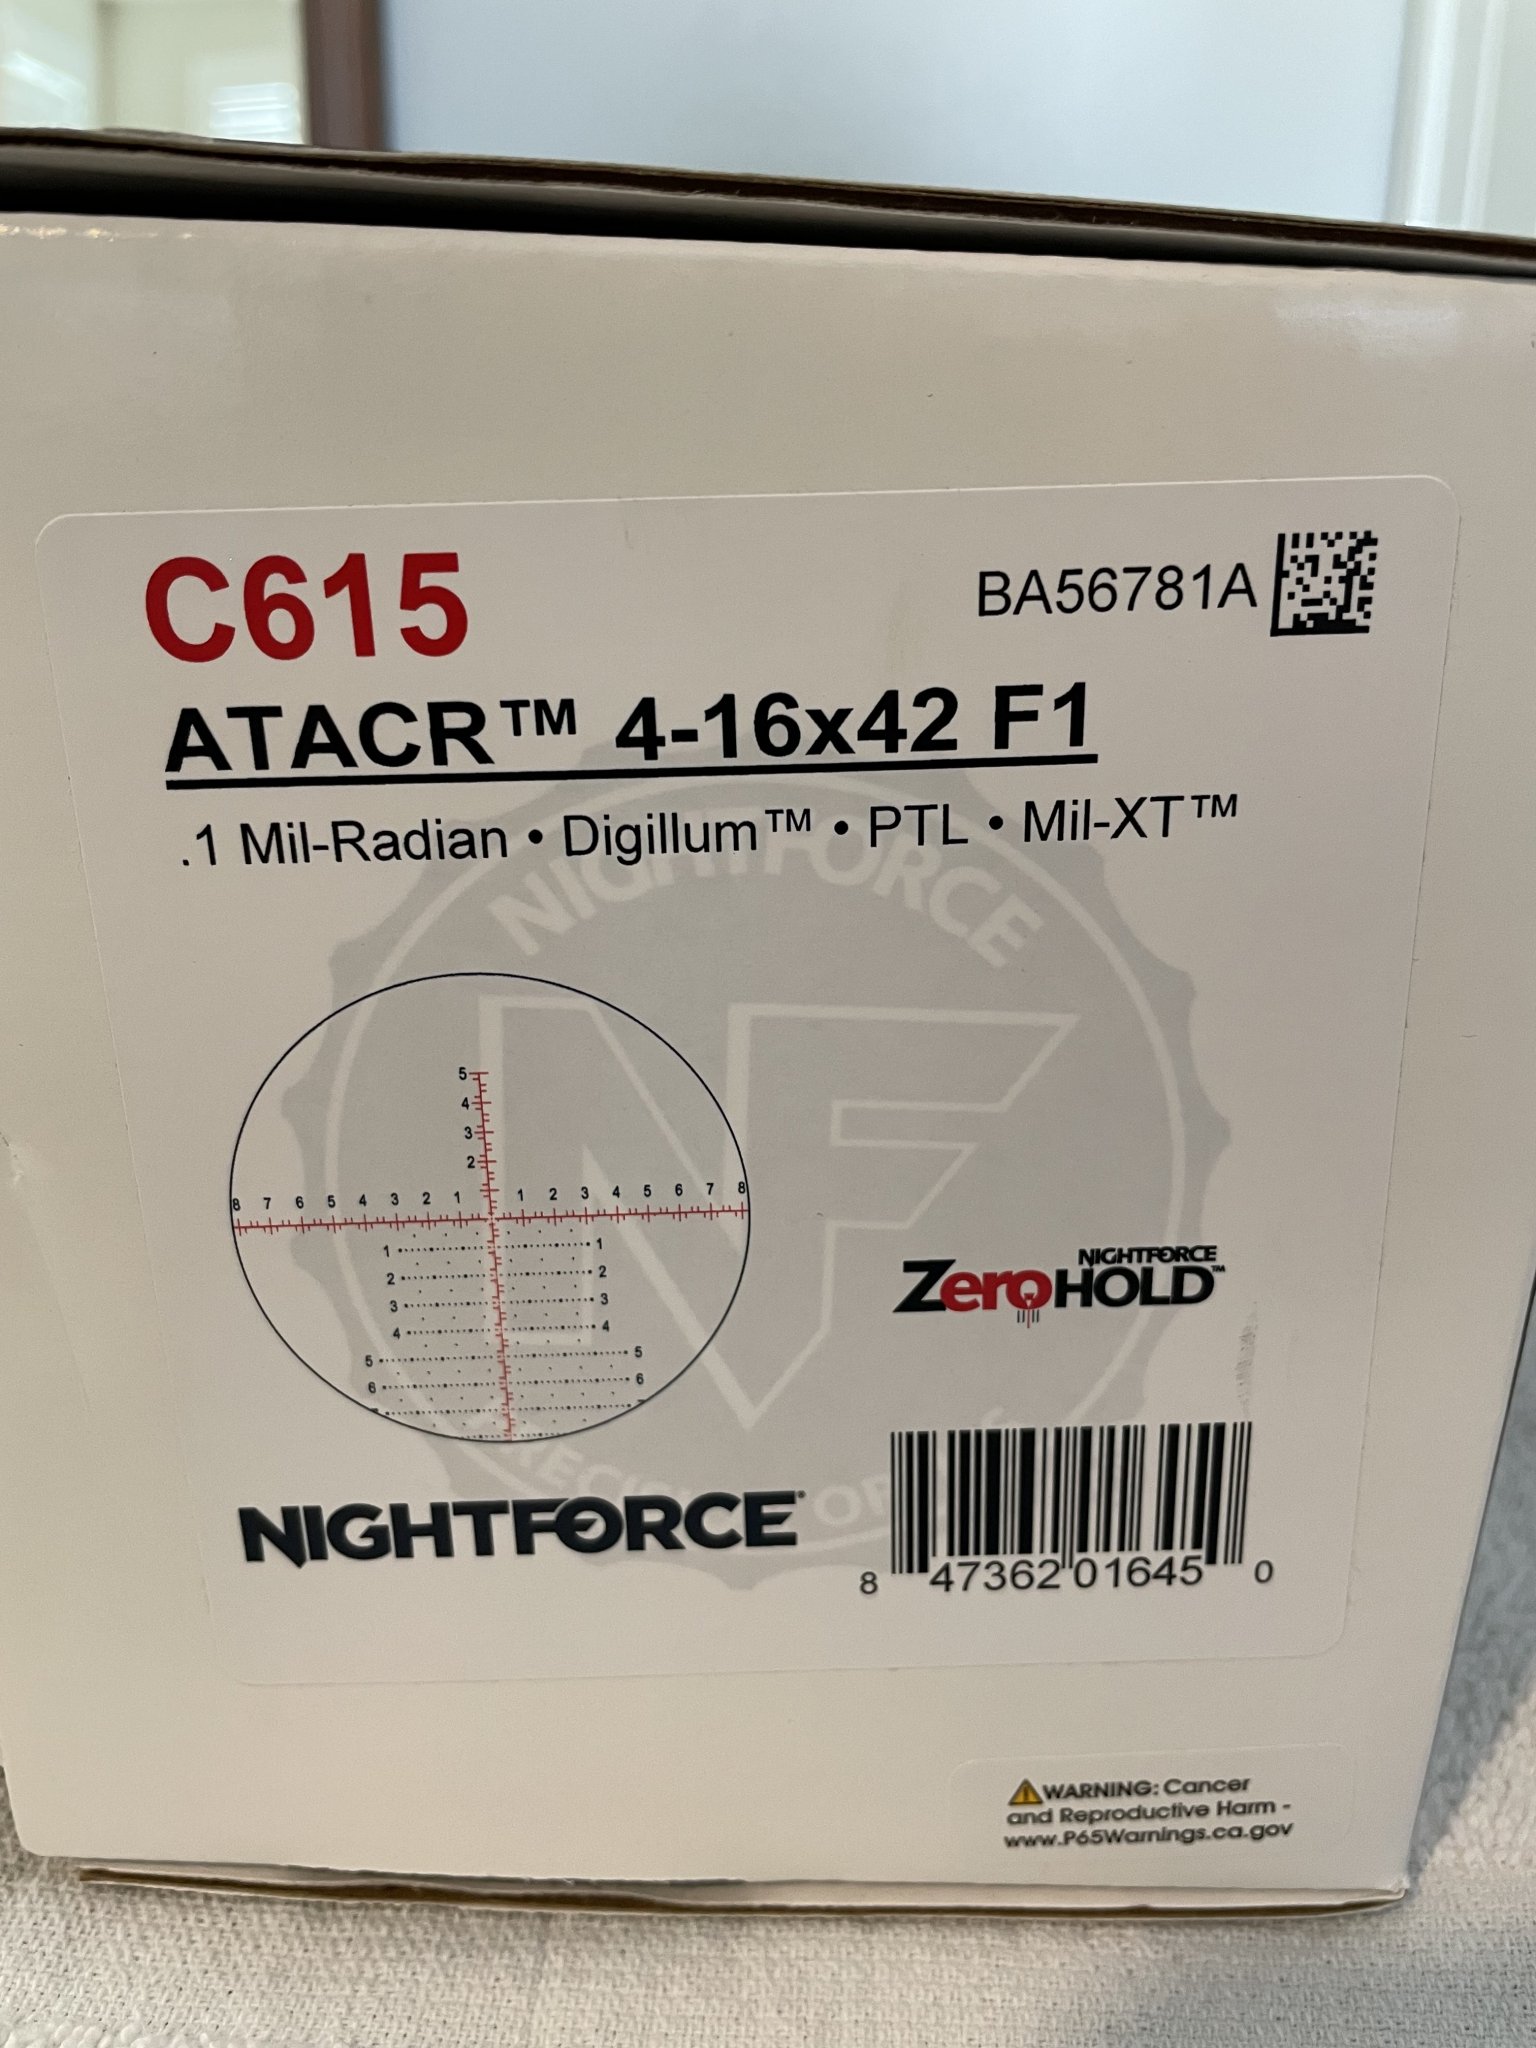 C615
BA56781A
ATACR™ 4-16x42 F1
.1 Mil-Radian • Digillum™ • PTL • Mil-XT™
NIGHTFORCE
NF
5
4
3
2
8 7 6 5 4 3 2 1 1 2 3 4 5 6 7 8
1 1
2 2
3 3
4 4
5 5
6 6
NIGHTFORCE
ZeroHOLD™
NIGHTFORCE®
8 47362 01645 0
⚠WARNING: Cancer
and Reproductive Harm -
www.P65Warnings.ca.gov